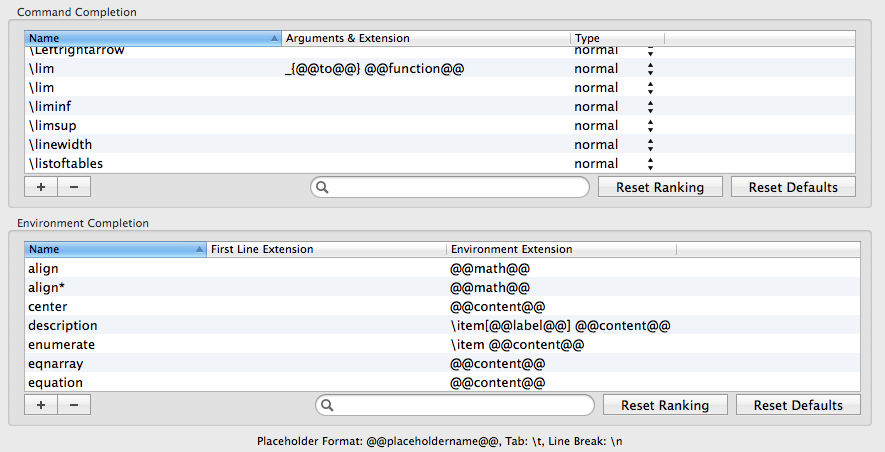 Command Completion
Name Arguments & Extension Type
\Leftrightarrow normal
\lim _{@@to@@} @@function@@ normal
\lim normal
\liminf normal
\limsup normal
\linewidth normal
\listoftables normal
+ − Reset Ranking Reset Defaults
Environment Completion
Name First Line Extension Environment Extension
align @@math@@
align* @@math@@
center @@content@@
description \item[@@label@@] @@content@@
enumerate \item @@content@@
eqnarray @@content@@
equation @@content@@
+ − Reset Ranking Reset Defaults
Placeholder Format: @@placeholdername@@, Tab: \t, Line Break: \n